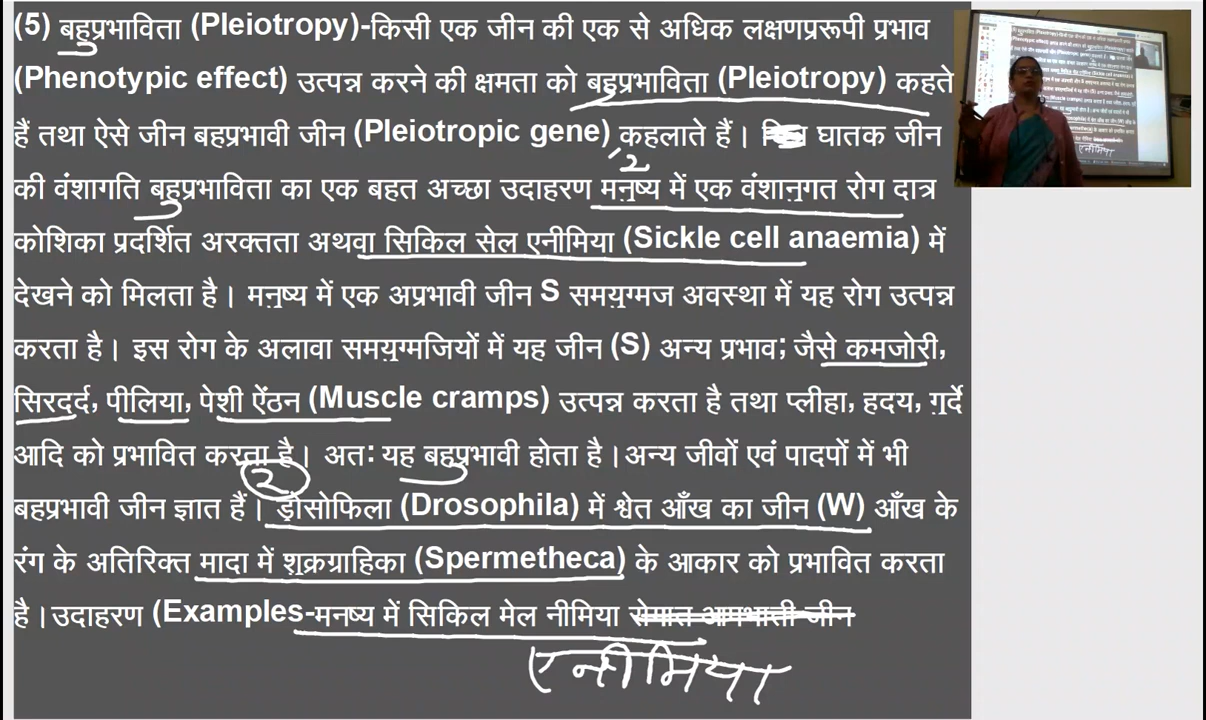 (5) बहुप्रभाविता (Pleiotropy)-किसी एक जीन की एक से अधिक लक्षणप्ररूपी प्रभाव
(Phenotypic effect) उत्पन्न करने की क्षमता को बहुप्रभाविता (Pleiotropy) कहते
हैं तथा ऐसे जीन बहप्रभावी जीन (Pleiotropic gene) कहलाते हैं। घातक जीन
की वंशागति बहुप्रभाविता का एक बहत अच्छा उदाहरण मनुष्य में एक वंशानुगत रोग दात्र
कोशिका प्रदर्शित अरक्तता अथवा सिकिल सेल एनीमिया (Sickle cell anaemia) में
देखने को मिलता है। मनुष्य में एक अप्रभावी जीन S समयुग्मज अवस्था में यह रोग उत्पन्न
करता है। इस रोग के अलावा समयुग्मजियों में यह जीन (S) अन्य प्रभाव; जैसे कमजोरी,
सिरदर्द, पीलिया, पेशी ऐंठन (Muscle cramps) उत्पन्न करता है तथा प्लीहा, हदय, गुर्दे
आदि को प्रभावित करता है। अत: यह बहुप्रभावी होता है।अन्य जीवों एवं पादपों में भी
बहप्रभावी जीन ज्ञात हैं। ड्रोसोफिला (Drosophila) में श्वेत आँख का जीन (W) आँख के
रंग के अतिरिक्त मादा में शुक्रग्राहिका (Spermetheca) के आकार को प्रभावित करता
है।उदाहरण (Examples-मनष्य में सिकिल मेल नीमिया
एनीमिया